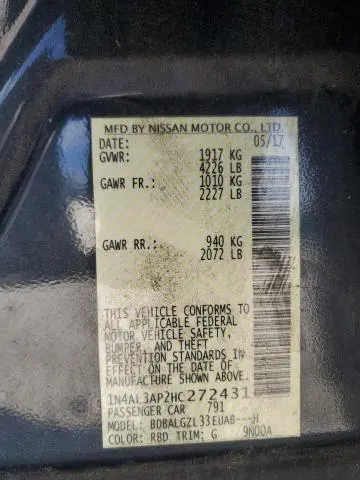 MFD BY NISSAN MOTOR CO., LTD.
DATE: 05/17
GVWR: 1917 KG
4226 LB
GAWR FR.: 1010 KG
2227 LB
GAWR RR.: 940 KG
2072 LB
THIS VEHICLE CONFORMS TO
ALL APPLICABLE FEDERAL
MOTOR VEHICLE SAFETY,
BUMPER, AND THEFT
PREVENTION STANDARDS
IN EFFECT ON THE DATE OF
MANUFACTURE SHOWN ABOVE.
1N4AL3AP2HC272431
PASSENGER CAR 791
MODEL: BDBALGZL33EUAB---H
COLOR: RBD TRIM: G 9N00A